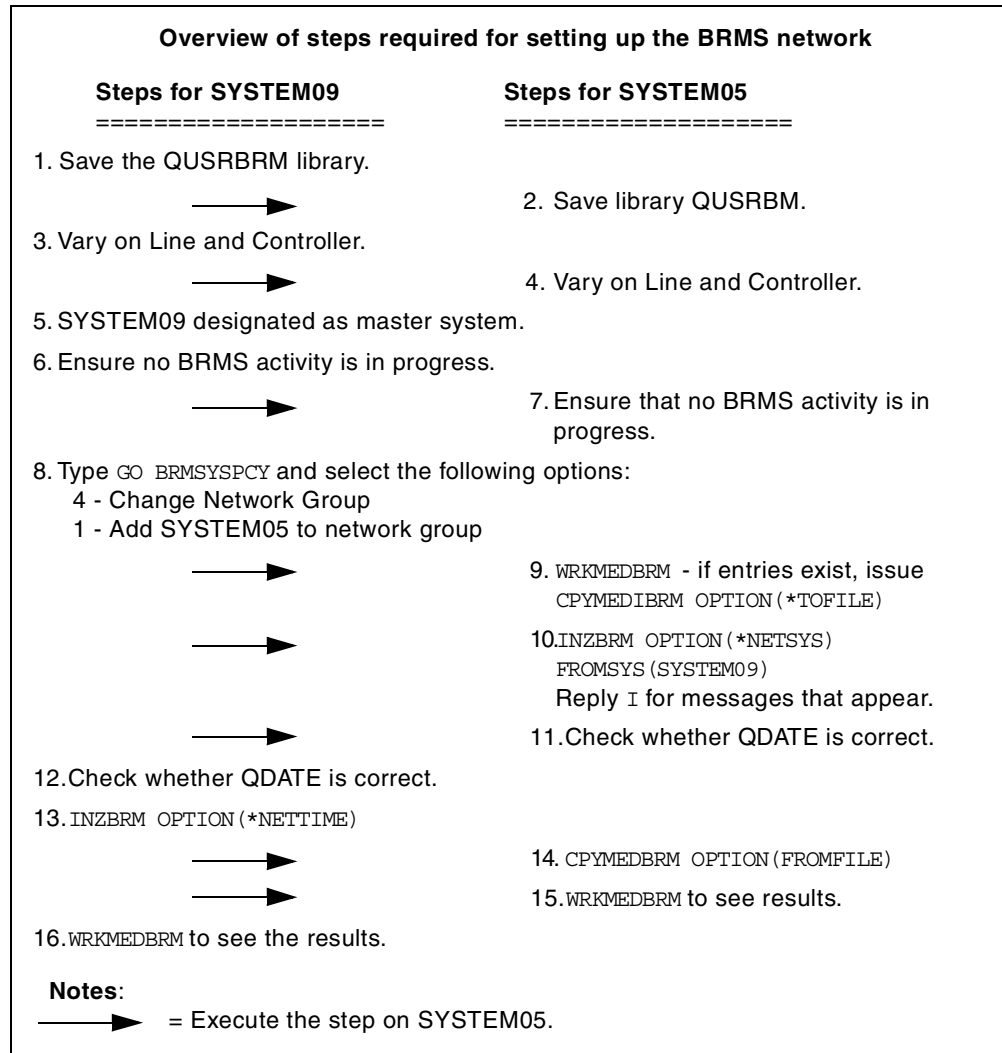 Overview of steps required for setting up the BRMS network
Steps for SYSTEM09
====================
Steps for SYSTEM05
====================
1. Save the QUSRBRM library.
2. Save library QUSRBM.
3. Vary on Line and Controller.
4. Vary on Line and Controller.
5. SYSTEM09 designated as master system.
6. Ensure no BRMS activity is in progress.
7. Ensure that no BRMS activity is in
progress.
8. Type GO BRMSYSPCY and select the following options:
4 - Change Network Group
1 - Add SYSTEM05 to network group
9. WRKMEDBRM - if entries exist, issue
CPYMEDIBRM OPTION(*TOFILE)
10.INZBRM OPTION(*NETSYS)
FROMSYS(SYSTEM09)
Reply I for messages that appear.
11.Check whether QDATE is correct.
12.Check whether QDATE is correct.
13. INZBRM OPTION(*NETTIME)
14. CPYMEDBRM OPTION(FROMFILE)
15.WRKMEDBRM to see results.
16.WRKMEDBRM to see the results.
Notes:
= Execute the step on SYSTEM05.